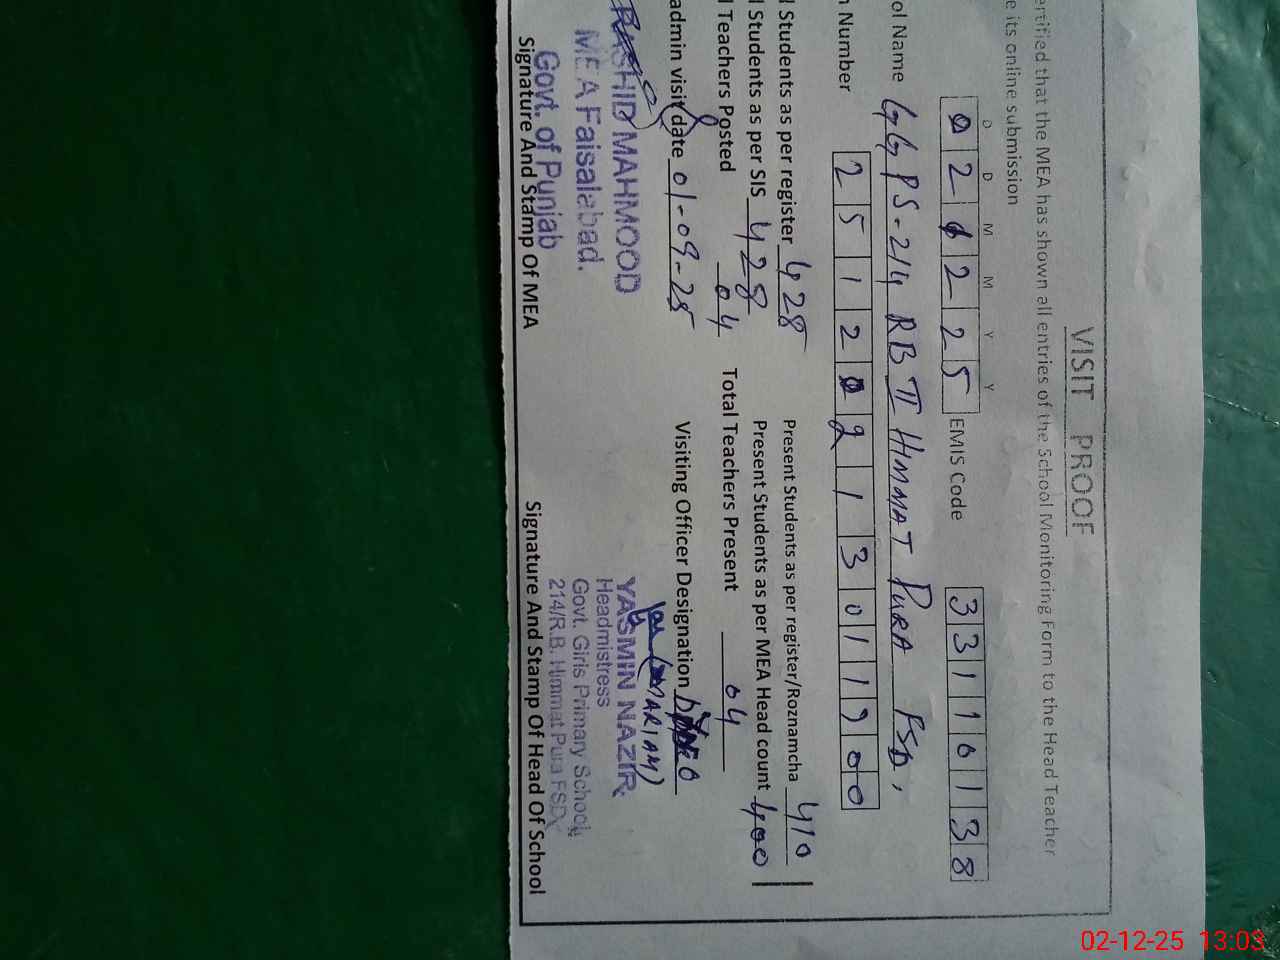 VISIT PROOF
ertified that the MEA has shown all entries of the School Monitoring Form to the Head Teacher
e its online submission
D D M M Y Y
0 2 1 2 2 5 EMIS Code 3 3 1 1 0 1 3 8
ol Name GGPS-214 RB II HMMAT PURA FSD,
n Number 2 5 1 2 0 2 1 3 0 1 1 9 0 0
l Students as per register 428 Present Students as per register/Roznamcha 410
l Students as per SIS 428 Present Students as per MEA Head count 400
l Teachers Posted 04 Total Teachers Present 04
admin visit date 01-09-25 Visiting Officer Designation
RASHID MAHMOOD
MEA Faisalabad.
Govt. of Punjab
Signature And Stamp Of MEA
(MARIAM)
YASMIN NAZIR
Headmistress
Govt. Girls Primary School,
214/R.B. Himmat Pura FSD
Signature And Stamp Of Head Of School
02-12-25 13:03